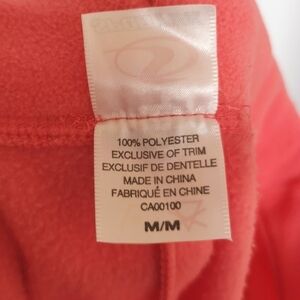 100% POLYESTER
EXCLUSIVE OF TRIM
EXCLUSIF DE DENTELLE
MADE IN CHINA
FABRIQUÉ EN CHINE
CA00100
M/M